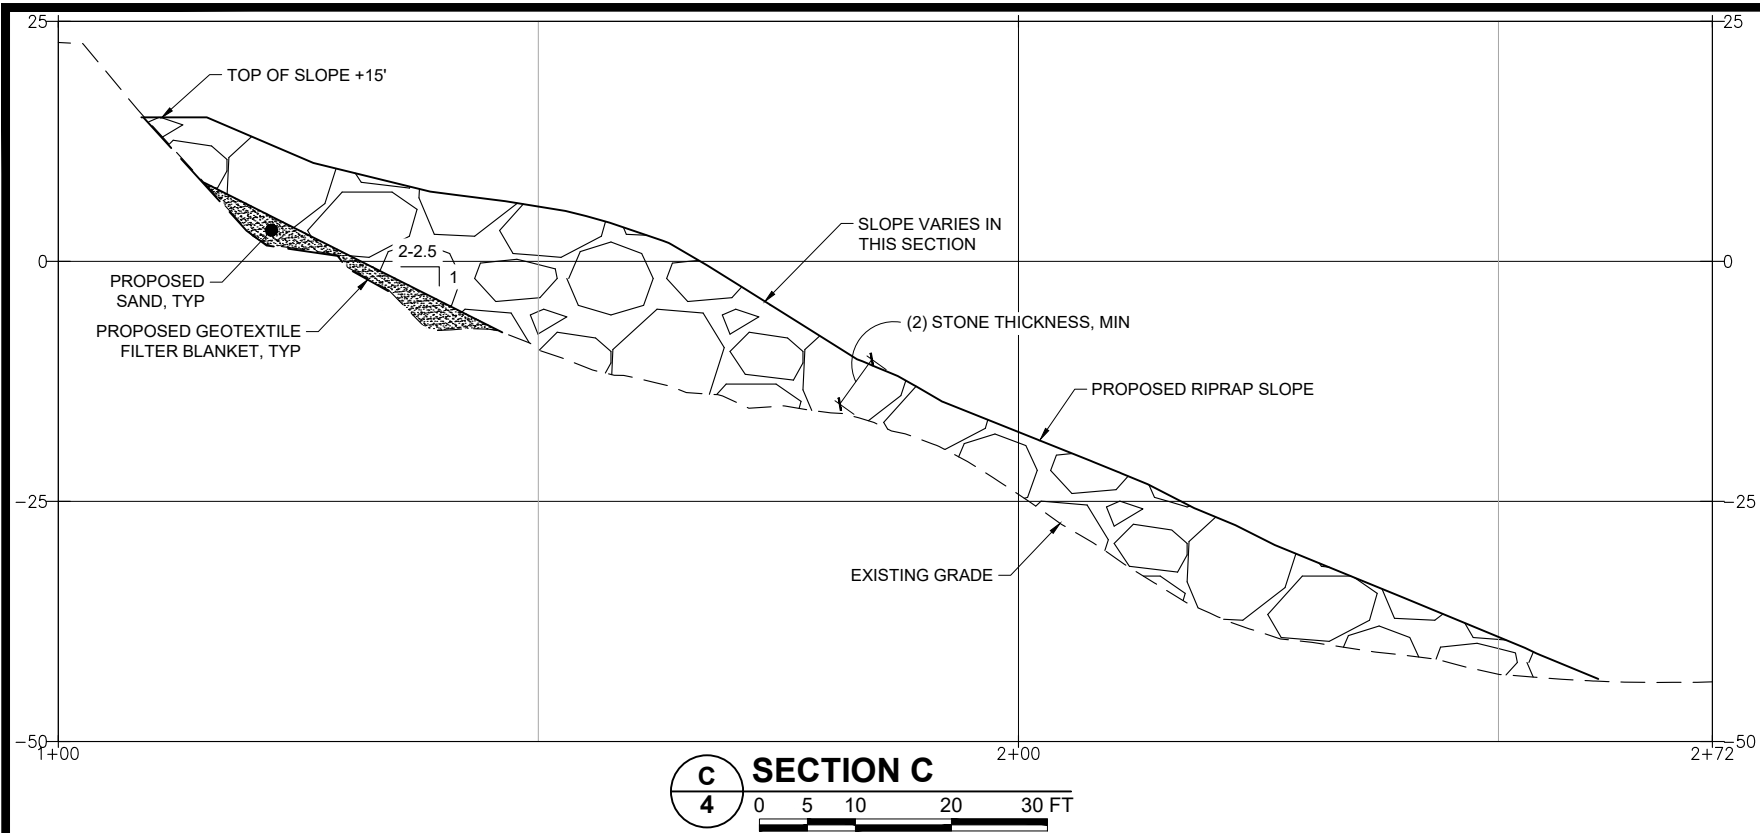 25
25
TOP OF SLOPE +15'
SLOPE VARIES IN
THIS SECTION
2-2.5
1
0
0
PROPOSED
SAND, TYP
PROPOSED GEOTEXTILE
FILTER BLANKET, TYP
(2) STONE THICKNESS, MIN
PROPOSED RIPRAP SLOPE
-25
-25
EXISTING GRADE
-50
-50
1+00
2+00
2+72
C
4
SECTION C
0 5 10 20 30 FT